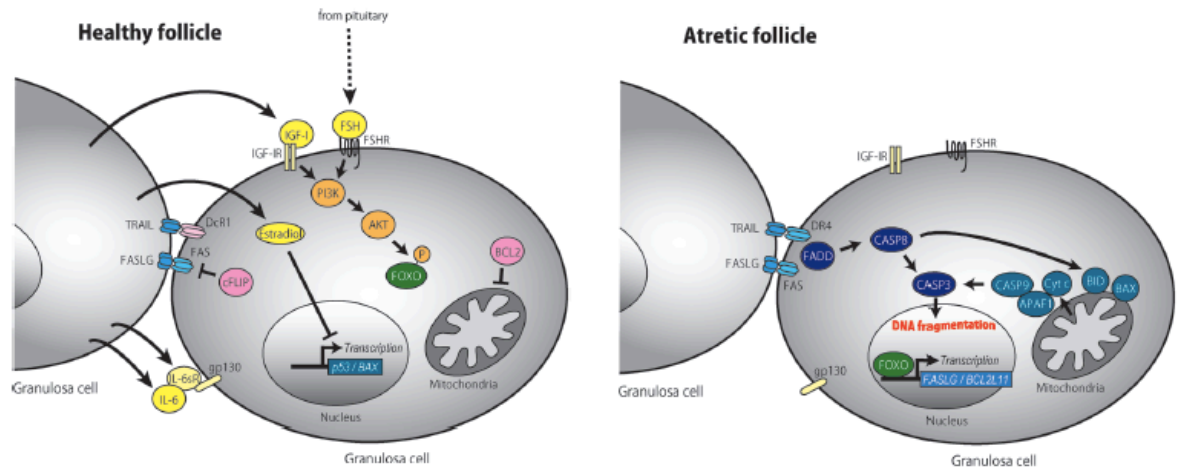 Healthy follicle
from pituitary
IGF-I
FSH
IGF-IR
FSHR
PI3K
TRAIL
DcR1
Estradiol
AKT
FASLG
FAS
P
FOXO
BCL2
cFLIP
Transcription
p53 / BAX
gp130
IL-6sR
IL-6
Mitochondria
Nucleus
Granulosa cell
Granulosa cell
Atretic follicle
IGF-IR
FSHR
TRAIL
DR4
FADD
CASP8
FASLG
FAS
CASP3
CASP9
Cyt c
BID
BAX
APAF1
DNA fragmentation
FOXO
Transcription
FASLG / BCL2L11
gp130
Mitochondria
Nucleus
Granulosa cell
Granulosa cell